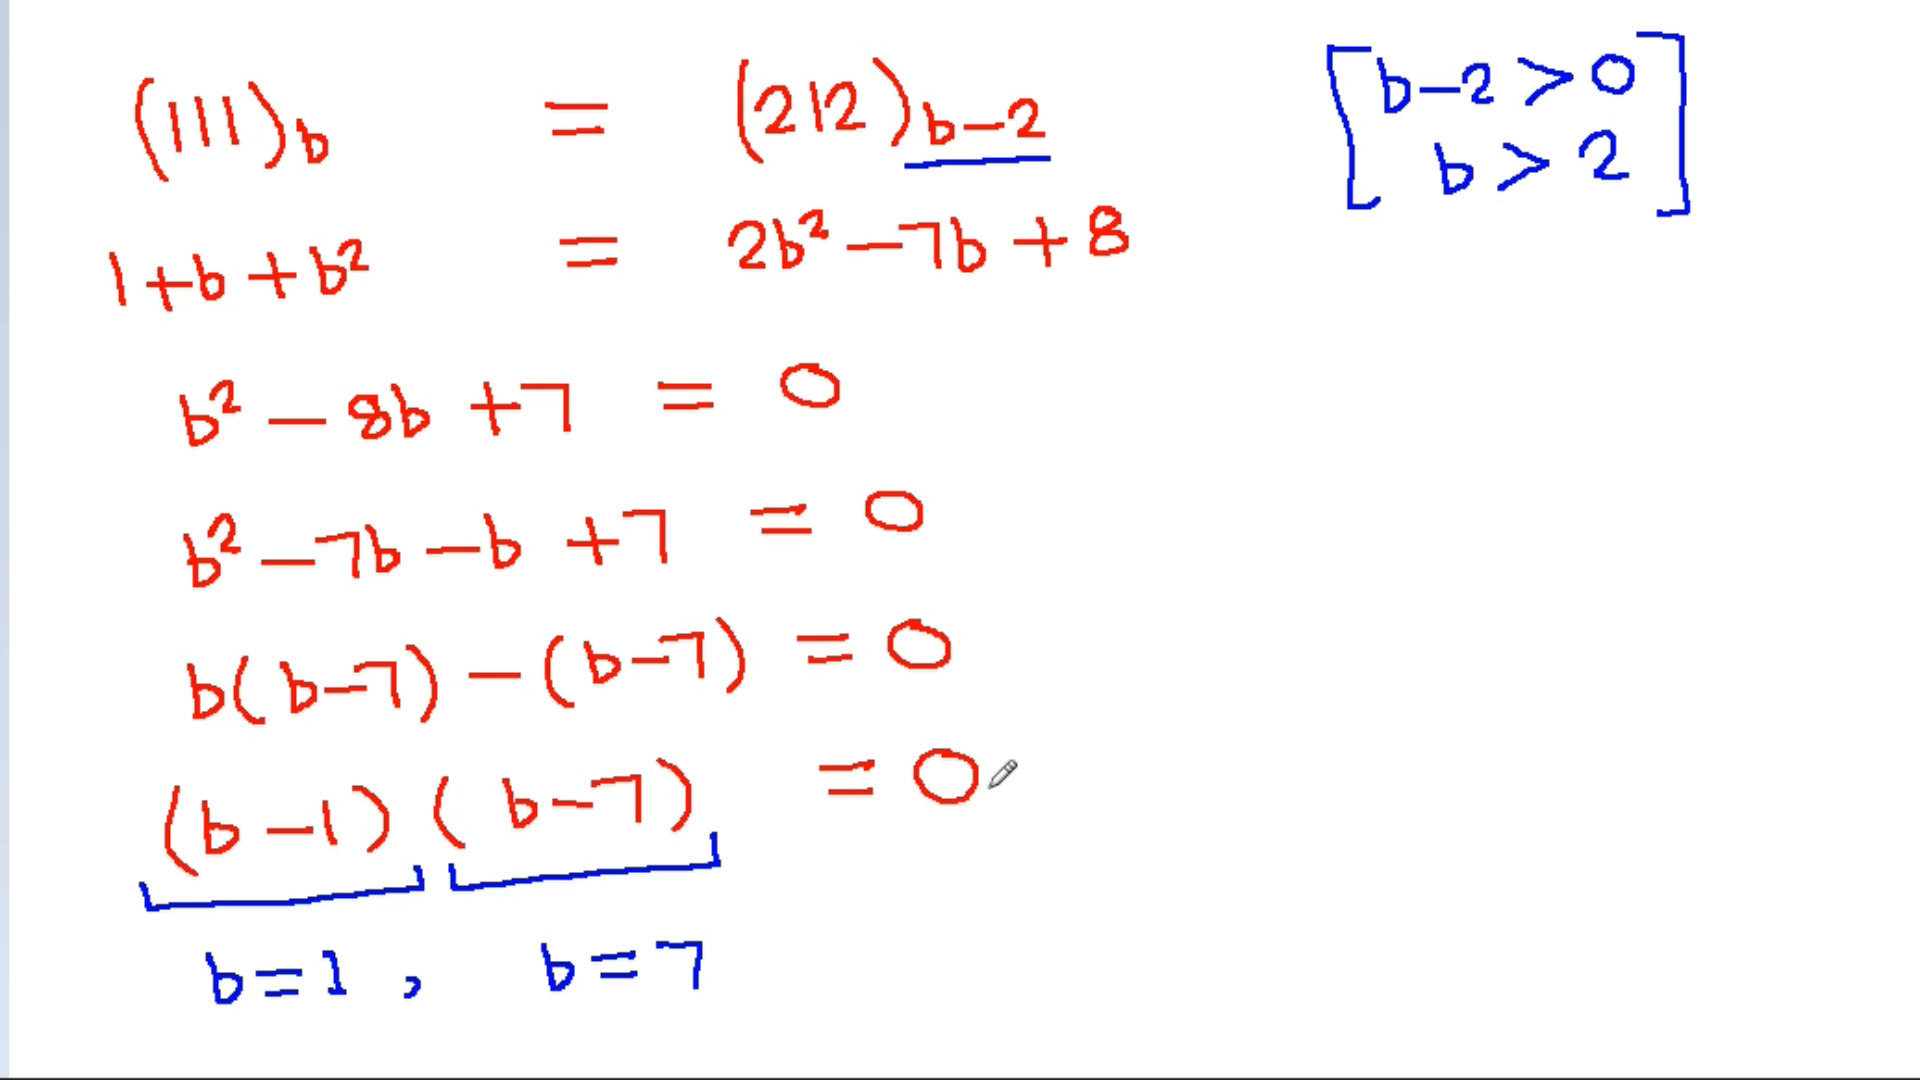 (111)b = (212)b-2
[b-2 > 0
b > 2]
1 + b + b² = 2b² - 7b + 8
b² - 8b + 7 = 0
b² - 7b - b + 7 = 0
b(b-7) - (b-7) = 0
(b-1)(b-7) = 0
b=1, b=7